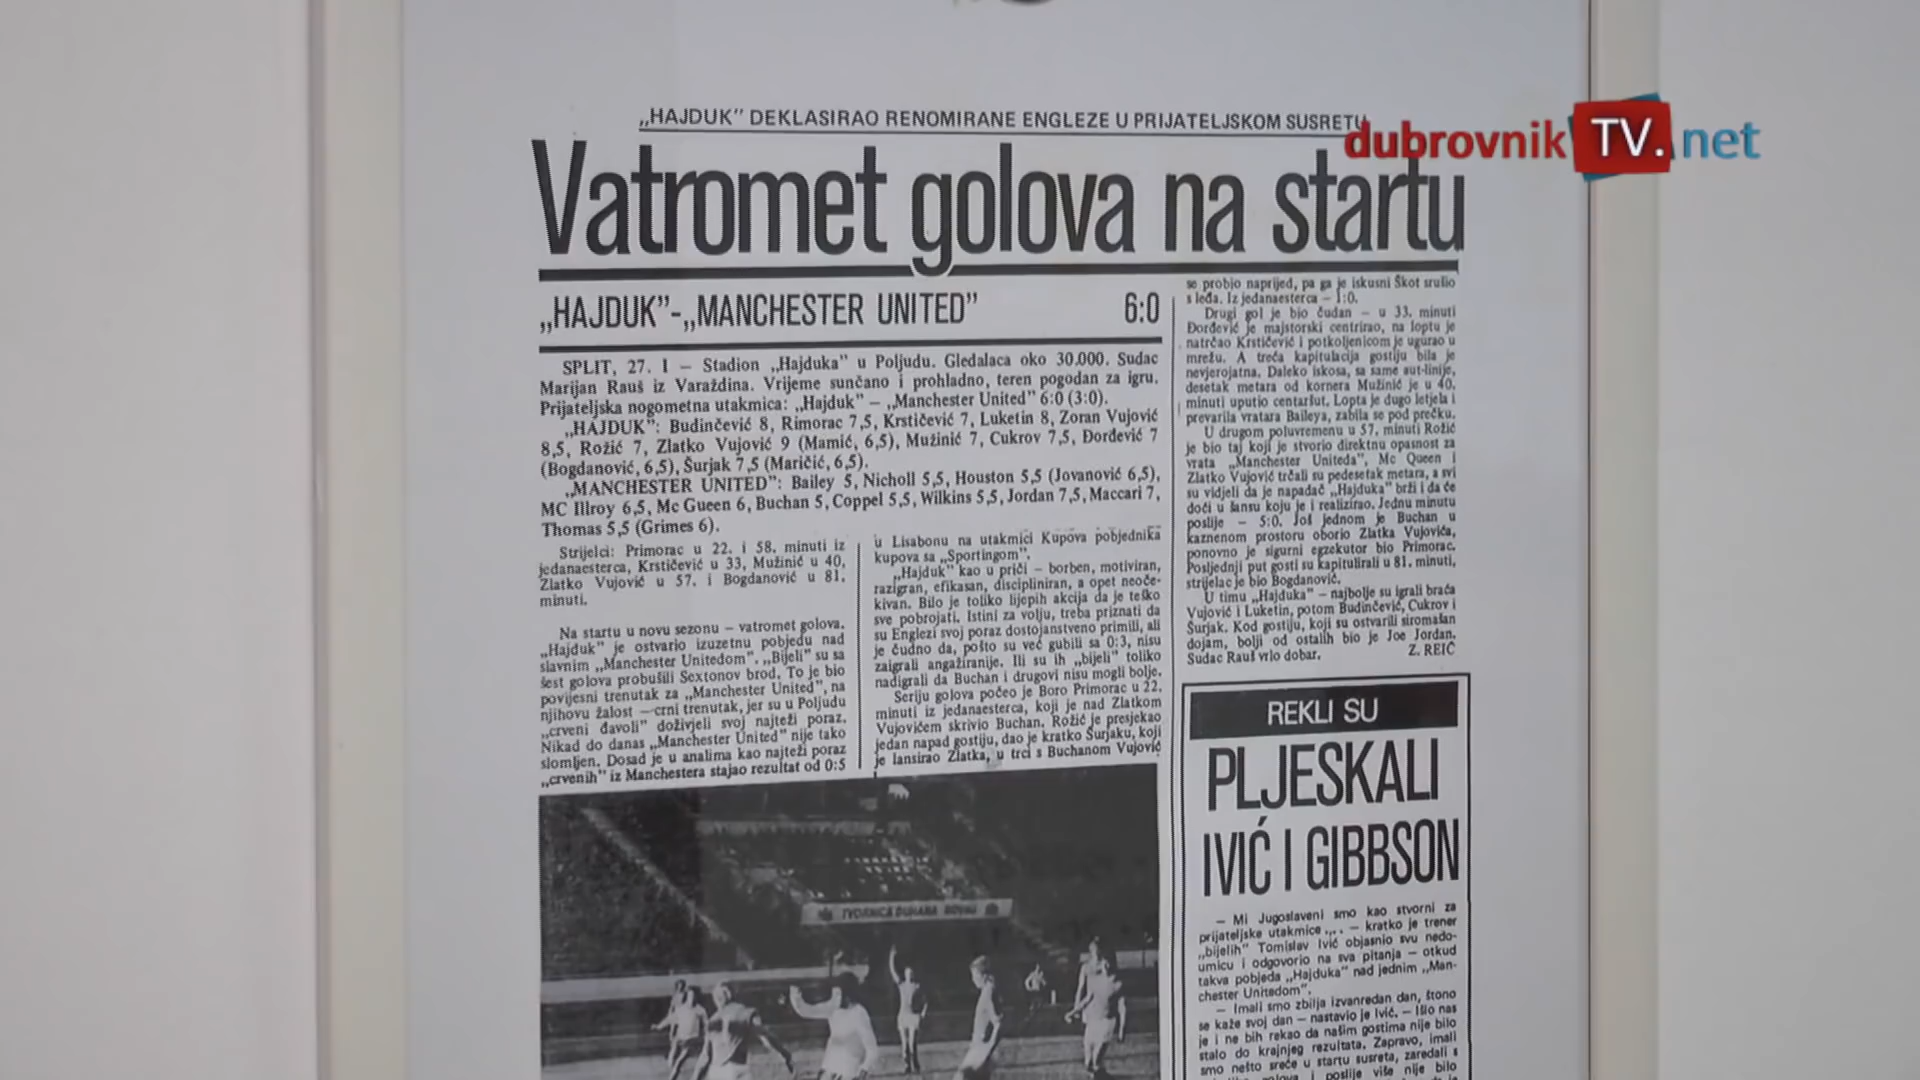 „HAJDUK” DEKLASIRAO RENOMIRANE ENGLEZE U PRIJATELJSKOM SUSRETU
dubrovnik TV. net
Vatromet golova na startu
„HAJDUK”-„MANCHESTER UNITED” 6:0
SPLIT, 27. I – Stadion „Hajduka” u Poljudu. Gledalaca oko 30.000. Sudac
Marijan Rauš iz Varaždina. Vrijeme sunčano i prohladno, teren pogodan za igru.
Prijateljska nogometna utakmica: „Hajduk” – „Manchester United” 6:0 (3:0).
„HAJDUK”: Budinčević 8, Rimorac 7,5, Krstičević 7, Luketin 8, Zoran Vujović
8,5, Rožić 7, Zlatko Vujović 9 (Mamić, 6,5), Mužinić 7, Cukrov 7,5, Đorđević 7
(Bogdanović, 6,5), Šurjak 7,5 (Maričić, 6,5).
„MANCHESTER UNITED”: Bailey 5, Nicholl 5,5, Houston 5,5 (Jovanović 6,5),
MC Illroy 6,5, Mc Gueen 6, Buchan 5, Coppel 5,5, Wilkins 5,5, Jordan 7,5, Maccari 7,
Thomas 5,5 (Grimes 6).
Strijelci: Primorac u 22. i 58. minuti iz
jedanaesterca, Krstičević u 33, Mužinić u 40,
Zlatko Vujović u 57. i Bogdanović u 81.
minuti.
Na startu u novu sezonu – vatromet golova.
„Hajduk” je ostvario izuzetnu pobjedu nad
slavnim „Manchester Unitedom”. „Bijeli” su sa
šest golova probušili Sextonov brod. To je bio
povijesni trenutak za „Manchester United”, na
njihovu žalost – crni trenutak, jer su u Poljudu
„crveni đavoli” doživjeli svoj najteži poraz.
Nikad do danas „Manchester United” nije tako
slomljen. Dosad je u analima kao najteži poraz
„crvenih” iz Manchestera stajao rezultat od 0:5
u Lisabonu na utakmici Kupova pobjednika
kupova sa „Sportingom”.
„Hajduk” kao u priči – borben, motiviran,
razigran, efikasan, discipliniran, a opet neoče-
kivan. Bilo je toliko lijepih akcija da je teško
sve pobrojati. Istini za volju, treba priznati da
su Englezi svoj poraz dostojanstveno primili, ali
je čudno da, pošto su već gubili sa 0:3, nisu
zaigrali angažiranije. Ili su ih „bijeli” toliko
nadigrali da Buchan i drugovi nisu mogli bolje.
Seriju golova počeo je Boro Primorac u 22.
minuti iz jedanaesterca, koji je nad Zlatkom
Vujovićem skrivio Buchan. Rožić je presjekao
jedan napad gostiju, dao je kratko Šurjaku, koji
je lansirao Zlatka, u trci s Buchanom Vujović
se probio naprijed, pa ga je iskusni Škot srušio
s leđa. Iz jedanaesterca – 1:0.
Drugi gol je bio čudan – u 33. minuti
Đorđević je majstorski centrirao, na loptu je
natrčao Krstičević i potkoljenicom je ugurao u
mrežu. A treća kapitulacija gostiju bila je
nevjerojatna. Daleko iskosa, sa same aut-linije,
desetak metara od kornera Mužinić je u 40.
minuti uputio centaršut. Lopta je dugo letjela i
prevarila vratara Baileya, zabila se pod prečku.
U drugom poluvremenu u 57. minuti Rožić
je bio taj koji je stvorio direktnu opasnost za
vrata „Manchester Uniteda”, Mc Queen i
Zlatko Vujović trčali su pedesetak metara, a svi
su vidjeli da je napadač „Hajduka” brži i da će
doći u šansu koju je i realizirao. Jednu minutu
poslije – 5:0. Još jednom je Buchan u
kaznenom prostoru oborio Zlatka Vujovića,
ponovno je sigurni egzekutor bio Primorac.
Posljednji put gosti su kapitulirali u 81. minuti,
strijelac je bio Bogdanović.
U timu „Hajduka” – najbolje su igrali braća
Vujović i Luketin, potom Budinčević, Cukrov i
Šurjak. Kod gostiju, koji su ostvarili siromašan
dojam, bolji od ostalih bio je Joe Jordan.
Sudac Rauš vrlo dobar. Z. REIĆ
REKLI SU
PLJESKALI
IVIĆ I GIBBSON
– Mi Jugoslaveni smo kao stvorni za
prijateljske utakmice ... – kratko je trener
„bijelih” Tomislav Ivić objasnio svu nedo-
umicu i odgovorio na sva pitanja – otkud
takva pobjeda „Hajduka” nad jednim „Man-
chester Unitedom”.
– Imali smo zbilja izvanredan dan, štono
se kaže svoj dan – nastavio je Ivić. – Išlo nas
je i ne bih rekao da našim gostima nije bilo
stalo do krajnjeg rezultata. Zapravo, imali
smo nešto sreće u startu susreta, zaredali s
golova i poslije više nije bilo
TVORNICA DUHANA ROVINJ